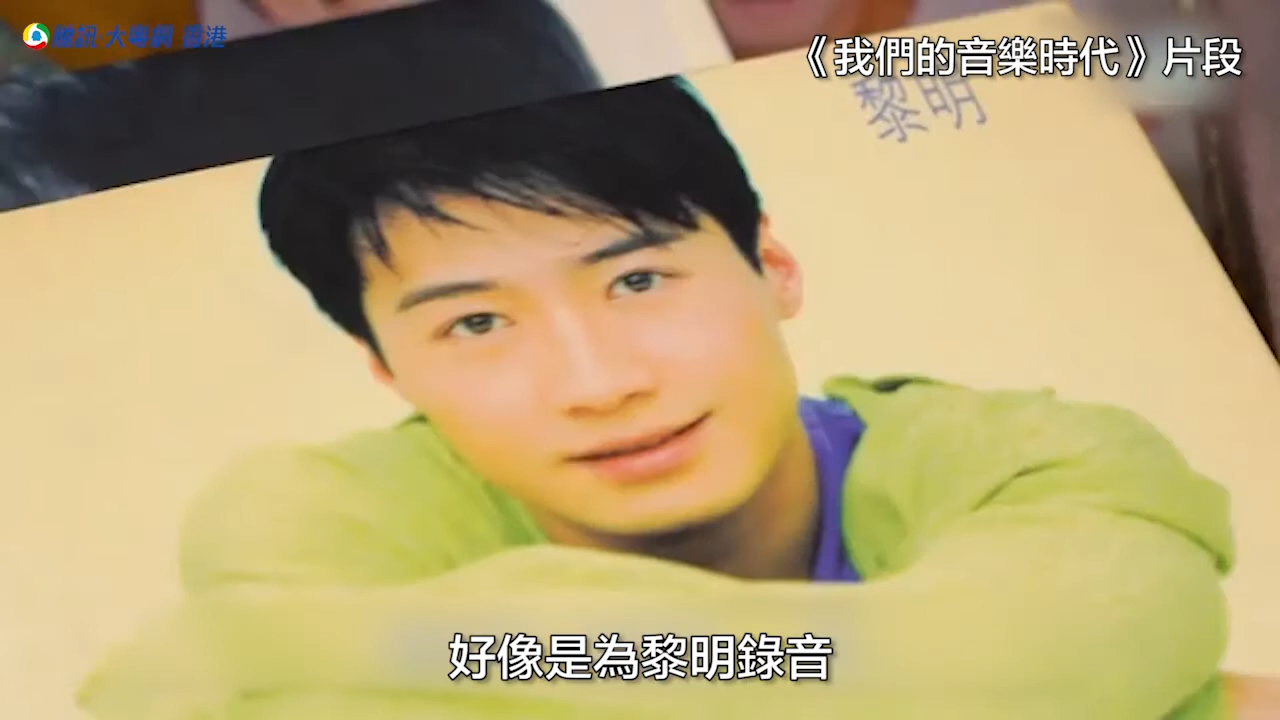 騰訊·大粵網 香港
《我們的音樂時代》片段
黎明
好像是為黎明錄音